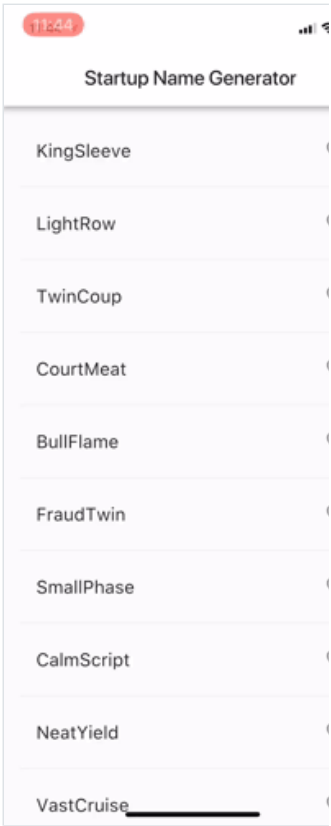 11:44
Startup Name Generator
KingSleeve
LightRow
TwinCoup
CourtMeat
BullFlame
FraudTwin
SmallPhase
CalmScript
NeatYield
VastCruise